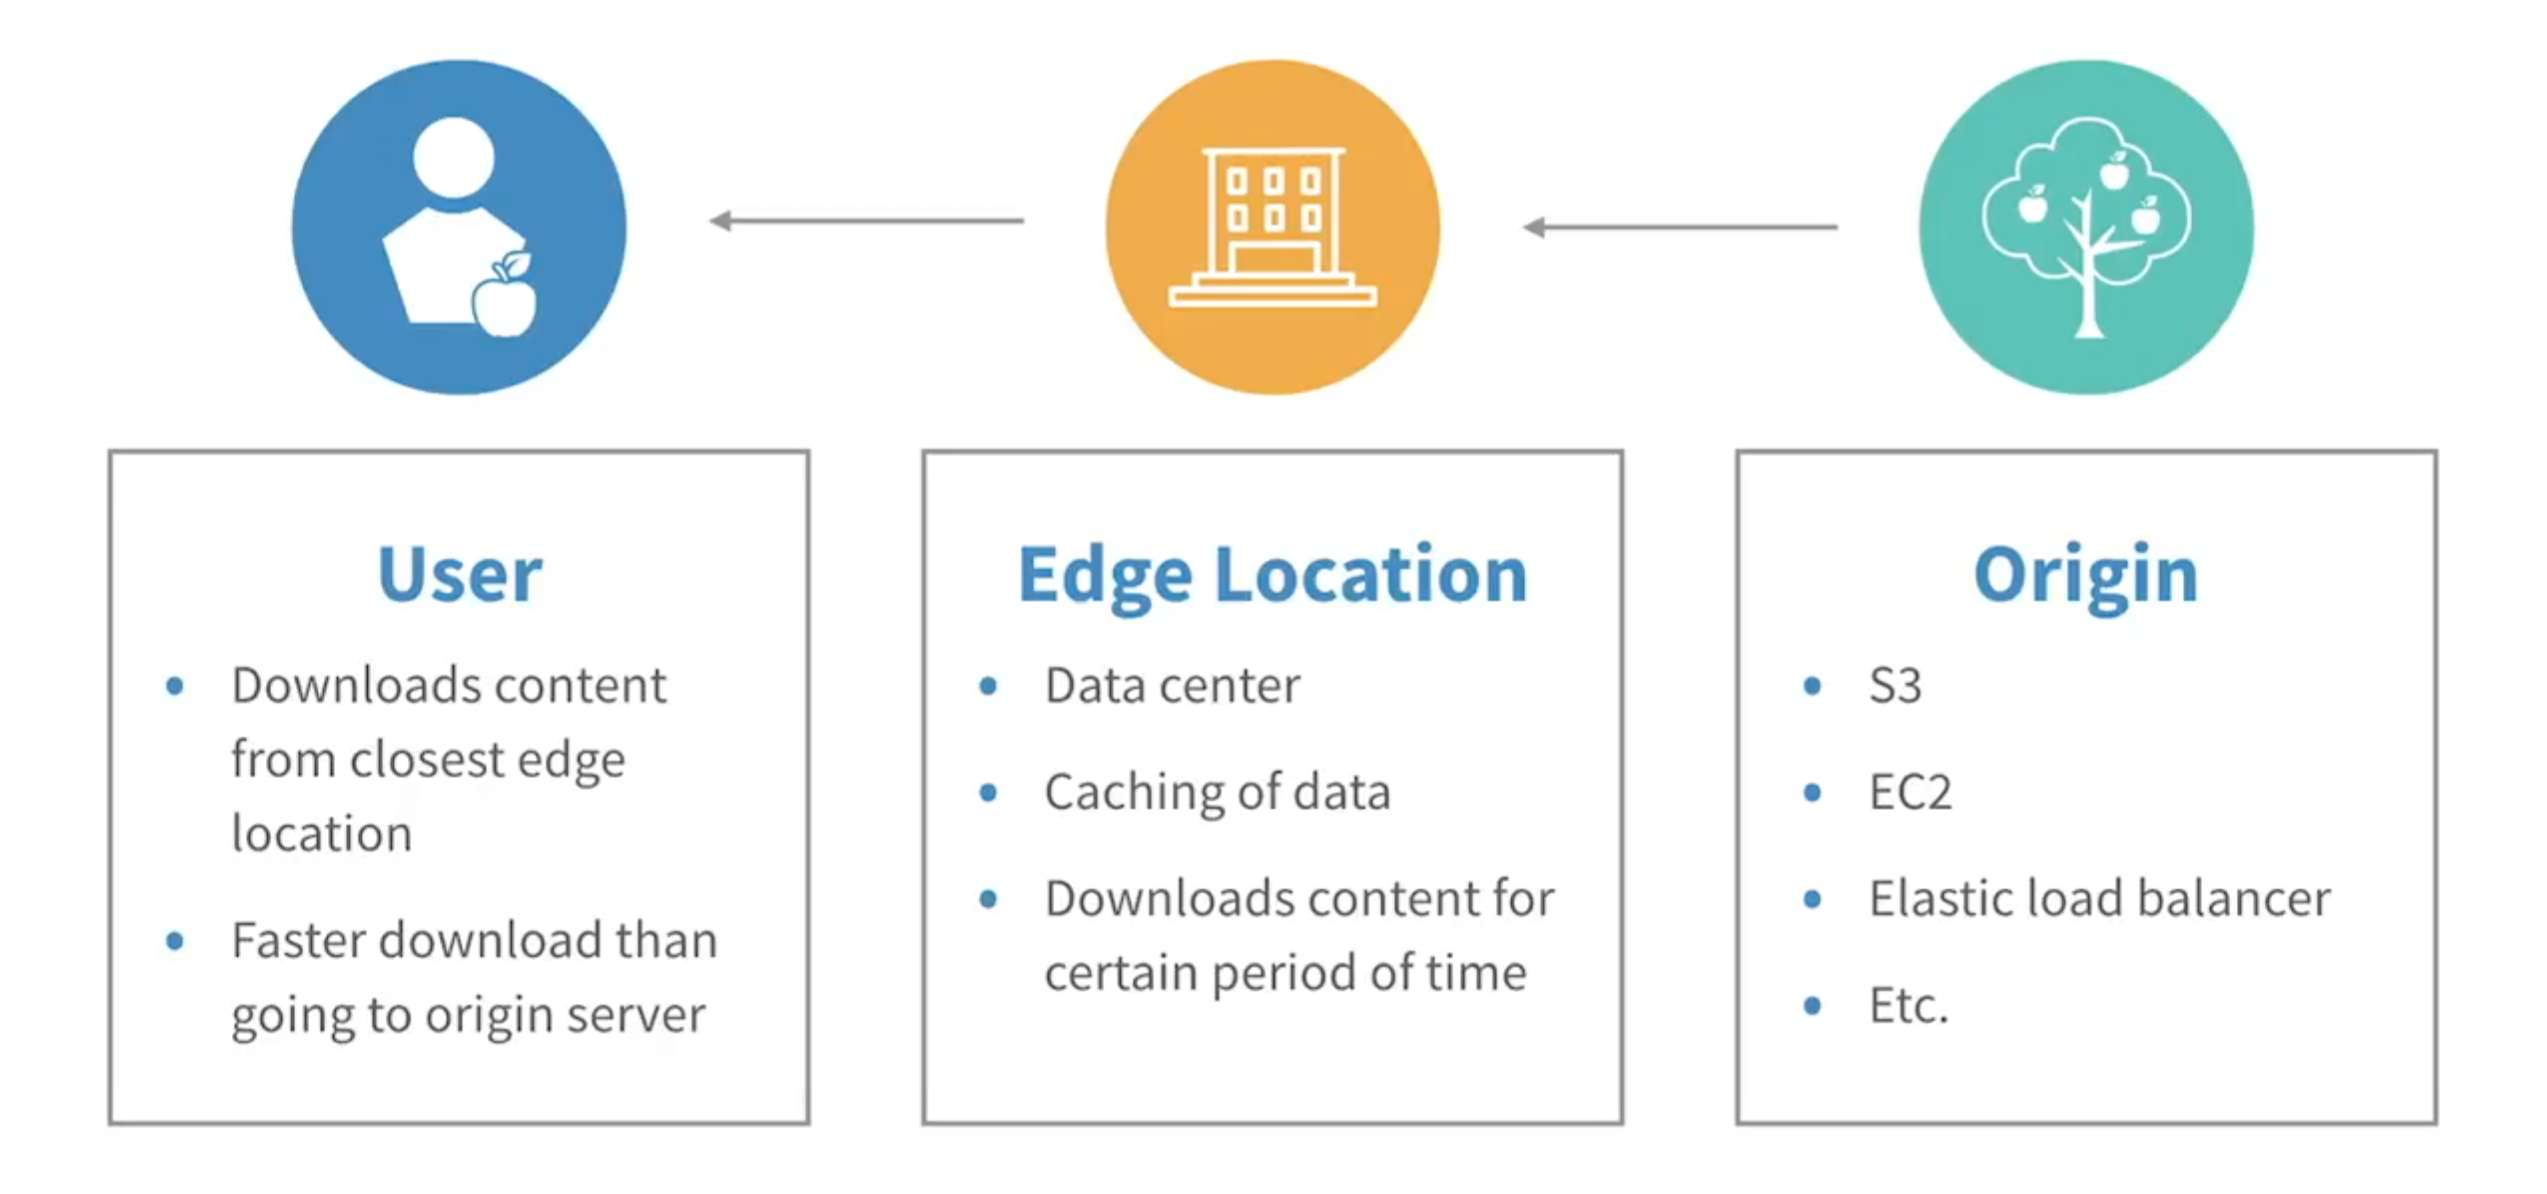 User
• Downloads content
from closest edge
location
• Faster download than
going to origin server
Edge Location
• Data center
• Caching of data
• Downloads content for
certain period of time
Origin
• S3
• EC2
• Elastic load balancer
• Etc.